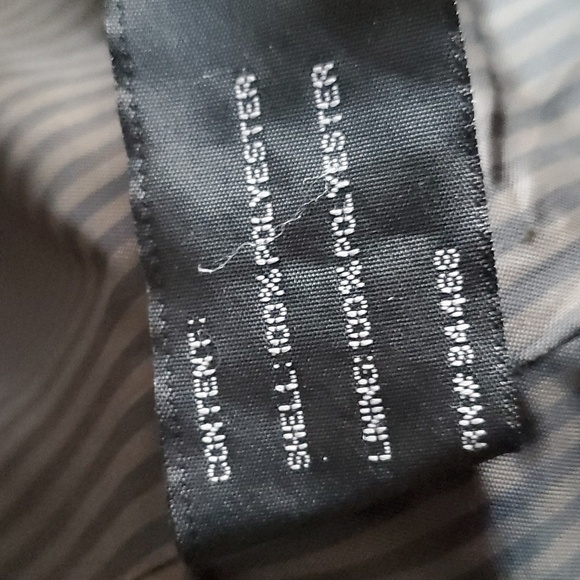 CONTENT:
SHELL: 100% POLYESTER
LINING: 100% POLYESTER
RN# 94468